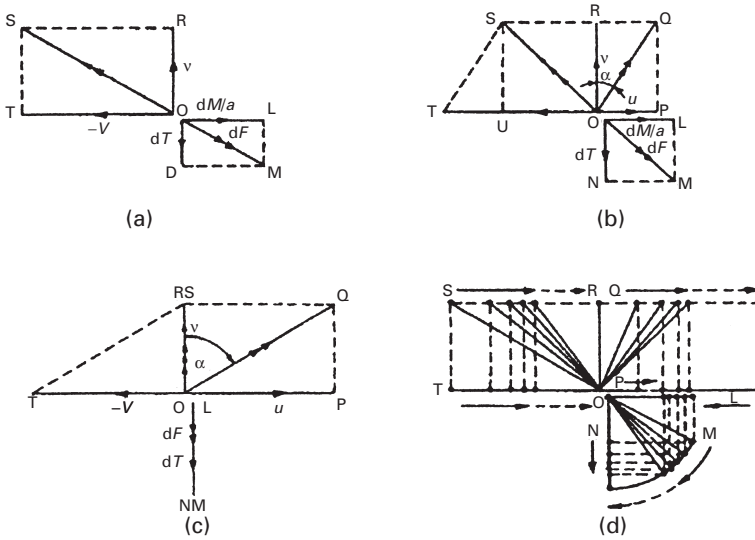 S R
ν
T O dM/a L
−V
dT dF
D M
(a)
S R Q
ν
α
u
T U O P
dM/a L
dT dF
N M
(b)
RS Q
ν
α
T −V O L u P
dF
dT
NM
(c)
S R Q
T P
O L
N M
(d)